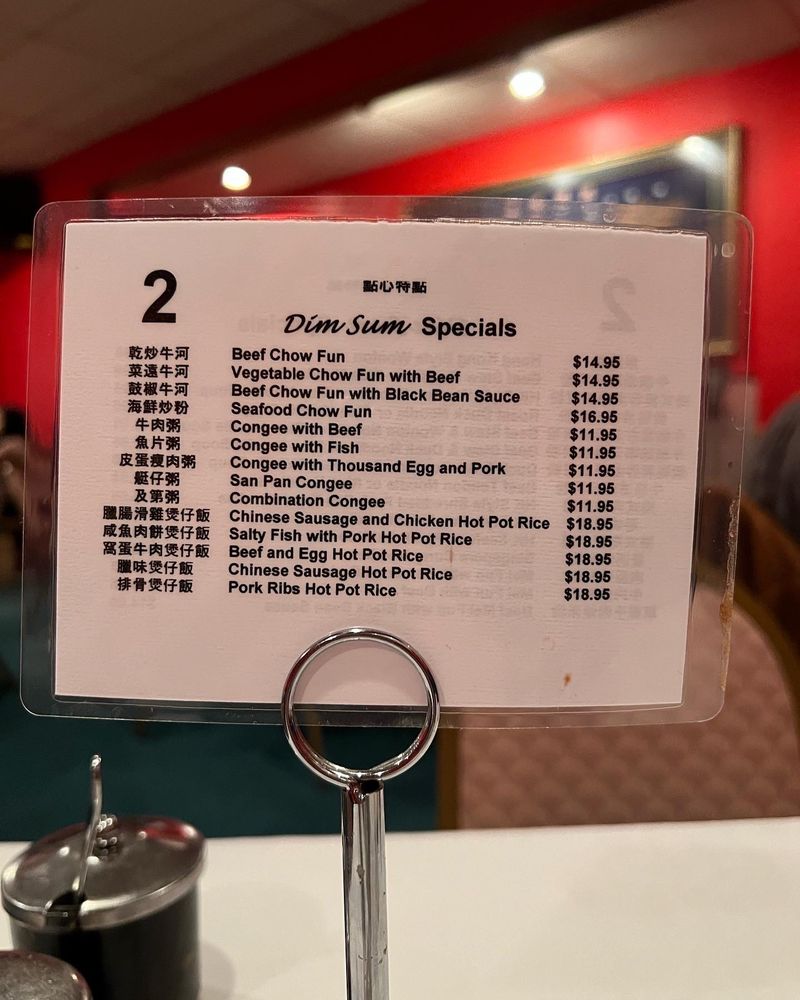 2
點心特點
Dim Sum Specials
乾炒牛河 Beef Chow Fun $14.95
菜遠牛河 Vegetable Chow Fun with Beef $14.95
鼓椒牛河 Beef Chow Fun with Black Bean Sauce $14.95
海鮮炒粉 Seafood Chow Fun $16.95
牛肉粥 Congee with Beef $11.95
魚片粥 Congee with Fish $11.95
皮蛋瘦肉粥 Congee with Thousand Egg and Pork $11.95
艇仔粥 San Pan Congee $11.95
及第粥 Combination Congee $11.95
臘腸滑雞煲仔飯 Chinese Sausage and Chicken Hot Pot Rice $18.95
咸魚肉餅煲仔飯 Salty Fish with Pork Hot Pot Rice $18.95
窩蛋牛肉煲仔飯 Beef and Egg Hot Pot Rice $18.95
臘味煲仔飯 Chinese Sausage Hot Pot Rice $18.95
排骨煲仔飯 Pork Ribs Hot Pot Rice $18.95